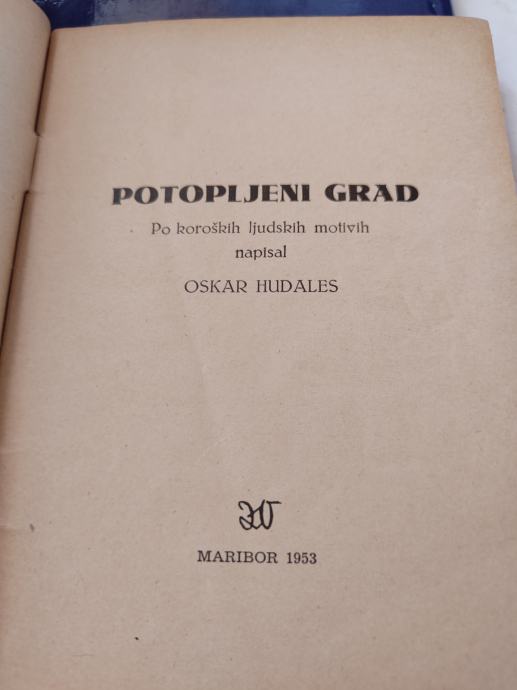 POTOPLJENI GRAD
Po koroških ljudskih motivih
napisal
OSKAR HUDALES
MARIBOR 1953